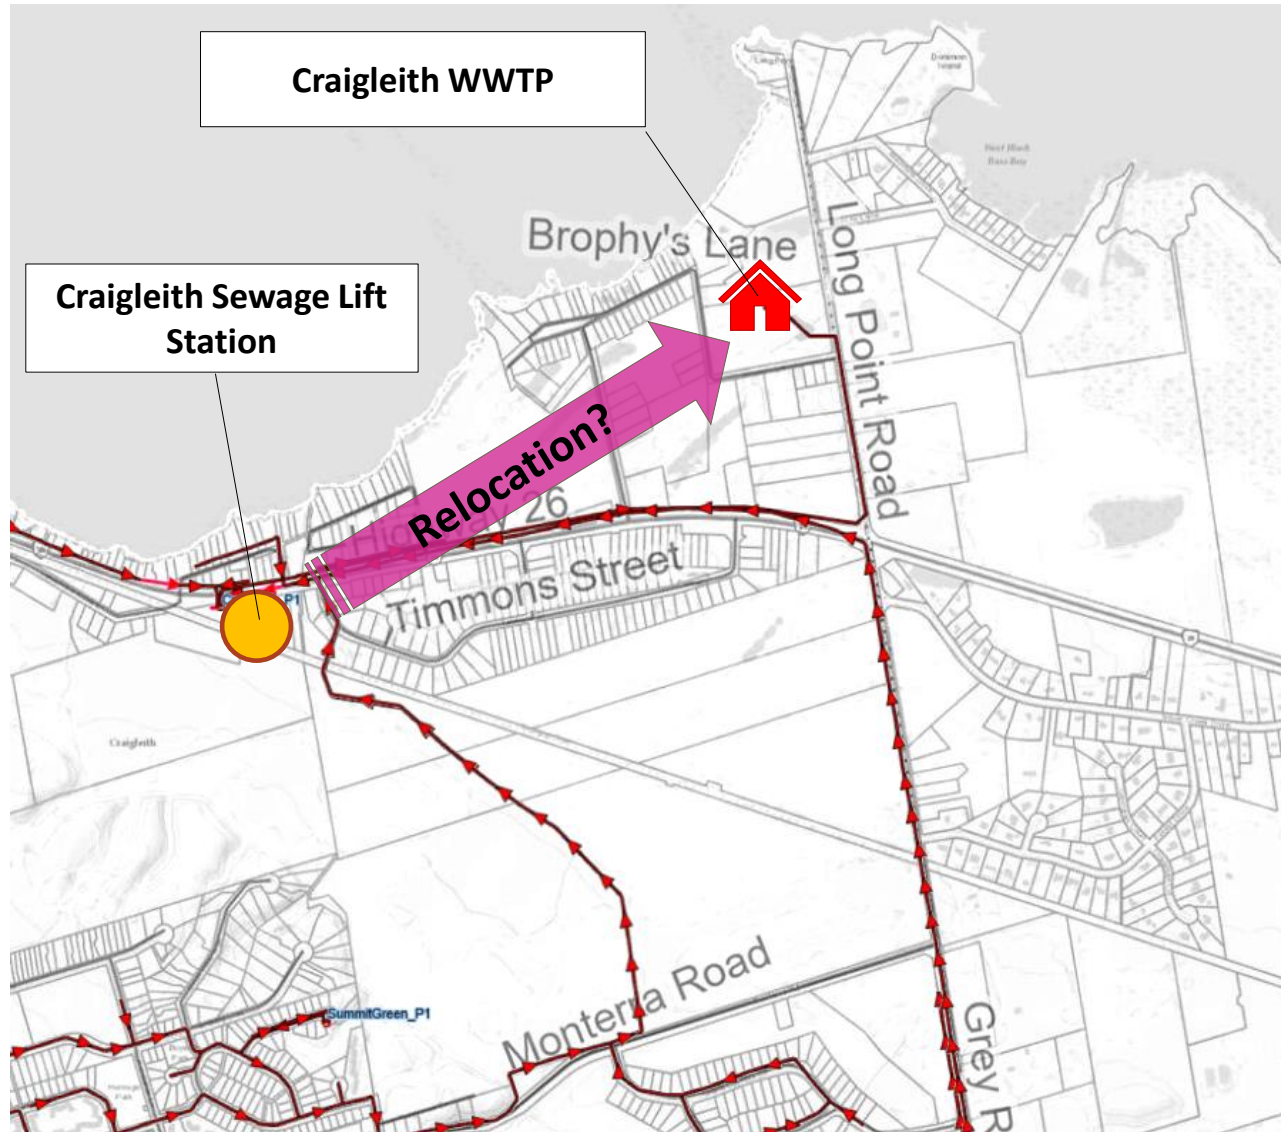 Craigleith WWTP
Craigleith Sewage Lift
Station
Brophy's Lane
Long Point Road
Relocation?
Highway 26
Timmons Street
P1
Craigleith
SummitGreen_P1
Monterra Road
Grey R